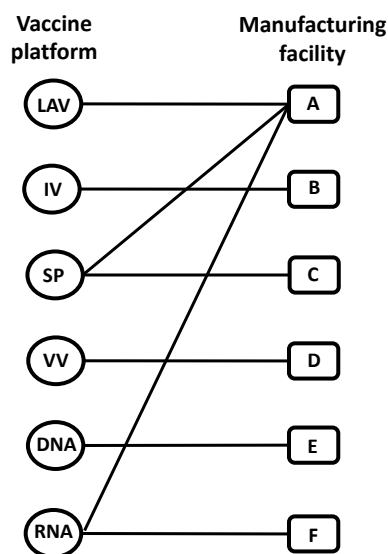 Vaccine
platform
Manufacturing
facility
LAV
A
IV
B
SP
C
VV
D
DNA
E
RNA
F